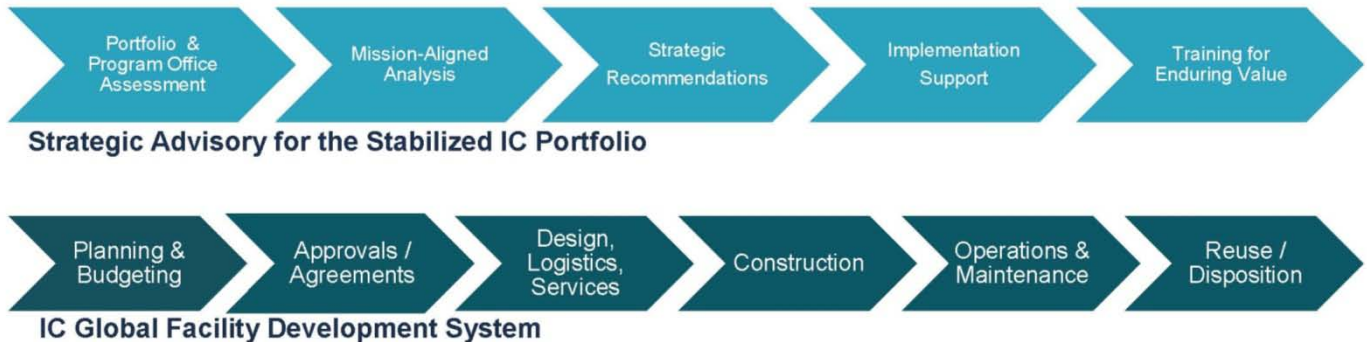 Portfolio &
Program Office
Assessment
Mission-Aligned
Analysis
Strategic
Recommendations
Implementation
Support
Training for
Enduring Value
Strategic Advisory for the Stabilized IC Portfolio
Planning &
Budgeting
Approvals /
Agreements
Design,
Logistics,
Services
Construction
Operations &
Maintenance
Reuse /
Disposition
IC Global Facility Development System